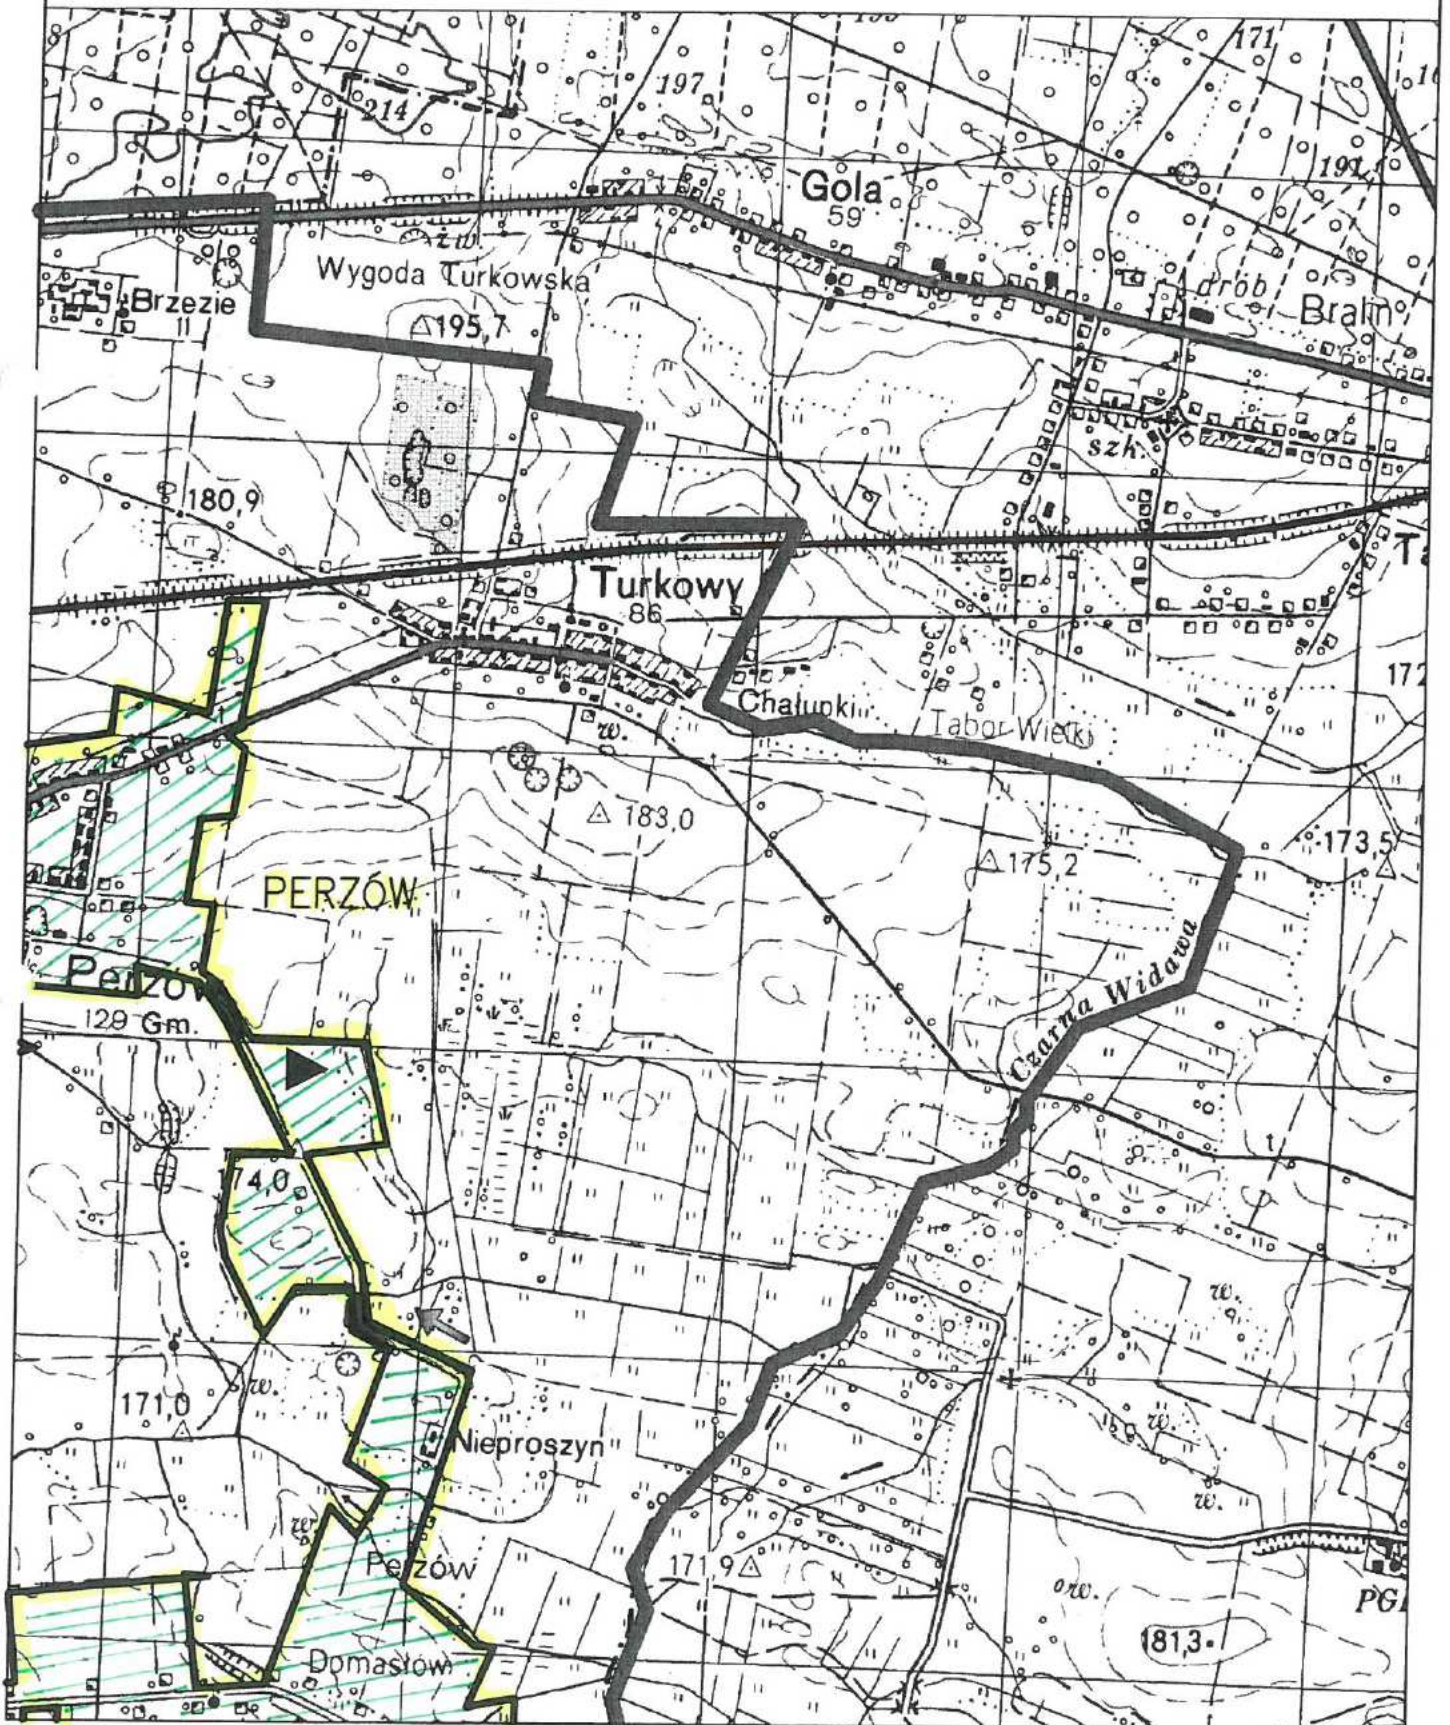 171
197
214
191
Gola
59
ż w.
Wygoda Turkowska
drób
Bralin
Brzezie
195,7
szk.
180,9
Turkowy
86
172
Chałupki
Tabor Wielki
w.
183,0
175,2
173,5
PERZÓW
Czarna Widawa
Perzów
129 Gm.
174,0
t
w.
171,0
w.
w.
Nieproszyn
w.
w.
Perzów
171,9
w.
PG
181,3
Domasłów